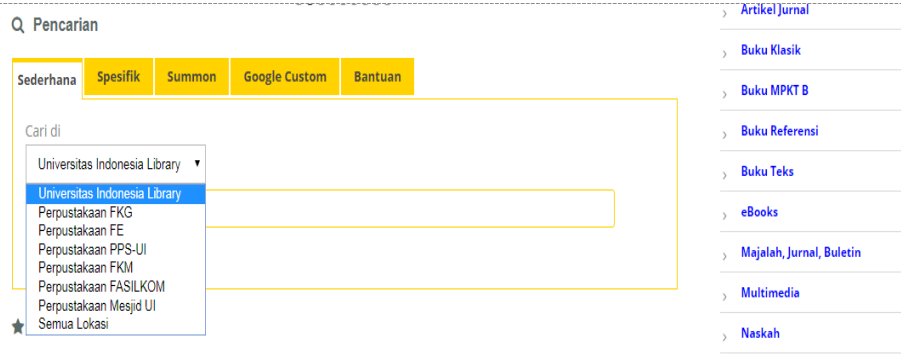 Pencarian
Sederhana
Spesifik
Summon
Google Custom
Bantuan
Cari di
Universitas Indonesia Library
Universitas Indonesia Library
Perpustakaan FKG
Perpustakaan FE
Perpustakaan PPS-UI
Perpustakaan FKM
Perpustakaan FASILKOM
Perpustakaan Mesjid UI
Semua Lokasi
Artikel Jurnal
Buku Klasik
Buku MPKT B
Buku Referensi
Buku Teks
eBooks
Majalah, Jurnal, Buletin
Multimedia
Naskah